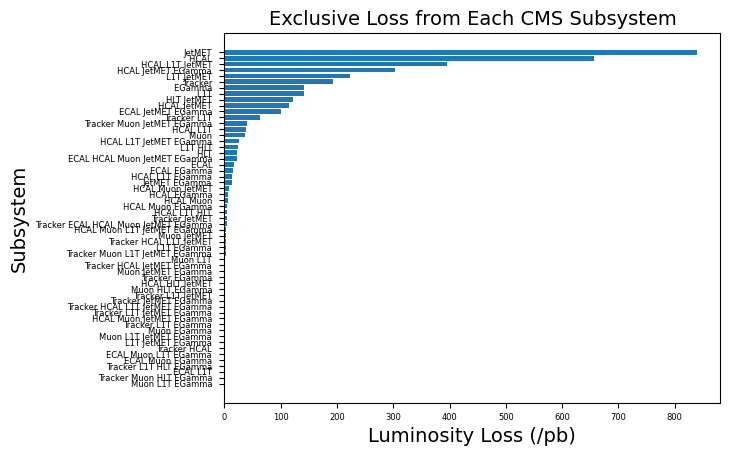 Exclusive Loss from Each CMS Subsystem
JetMET
HCAL
HCAL L1T JetMET
HCAL JetMET EGamma
L1T JetMET
Tracker
EGamma
L1T
HLT JetMET
HCAL JetMET
ECAL JetMET EGamma
Tracker L1T
Tracker Muon JetMET EGamma
HCAL L1T
Muon
HCAL L1T JetMET EGamma
L1T HLT
HLT
ECAL HCAL Muon JetMET EGamma
ECAL
ECAL EGamma
HCAL L1T EGamma
JetMET EGamma
HCAL Muon JetMET
HCAL EGamma
HCAL Muon
HCAL Muon EGamma
HCAL L1T HLT
Tracker JetMET
Tracker ECAL HCAL Muon JetMET EGamma
HCAL Muon L1T JetMET EGamma
Muon JetMET
Tracker HCAL L1T JetMET
L1T EGamma
Tracker Muon L1T JetMET EGamma
Muon L1T
Tracker HCAL JetMET EGamma
Muon JetMET EGamma
Tracker EGamma
HCAL HLT JetMET
Muon HLT EGamma
Tracker L1T JetMET
Tracker JetMET EGamma
Tracker HCAL L1T JetMET EGamma
Tracker L1T JetMET EGamma
HCAL Muon JetMET EGamma
Tracker L1T EGamma
Muon EGamma
Muon L1T JetMET EGamma
L1T JetMET EGamma
Tracker HCAL
ECAL Muon L1T EGamma
ECAL Muon EGamma
Tracker L1T HLT EGamma
ECAL L1T
Tracker Muon HLT EGamma
Muon L1T EGamma
Subsystem
0 100 200 300 400 500 600 700 800
Luminosity Loss (/pb)